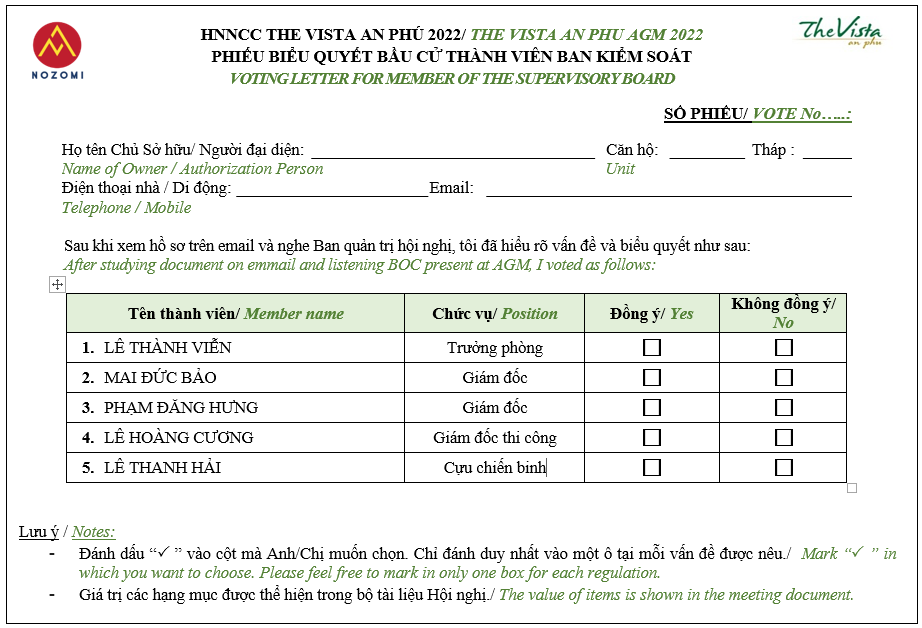 NOZOMI
The Vista
an phu
HNNCC THE VISTA AN PHÚ 2022/ THE VISTA AN PHU AGM 2022
PHIẾU BIỂU QUYẾT BẦU CỬ THÀNH VIÊN BAN KIỂM SOÁT
VOTING LETTER FOR MEMBER OF THE SUPERVISORY BOARD
SỐ PHIẾU/ VOTE No…..:
Họ tên Chủ Sở hữu/ Người đại diện: Căn hộ: Tháp :
Name of Owner / Authorization Person Unit
Điện thoại nhà / Di động: Email:
Telephone / Mobile
Sau khi xem hồ sơ trên email và nghe Ban quản trị hội nghị, tôi đã hiểu rõ vấn đề và biểu quyết như sau:
After studying document on emmail and listening BOC present at AGM, I voted as follows:
Tên thành viên/ Member name Chức vụ/ Position Đồng ý/ Yes Không đồng ý/
No
1. LÊ THÀNH VIỄN Trưởng phòng ☐ ☐
2. MAI ĐỨC BẢO Giám đốc ☐ ☐
3. PHẠM ĐĂNG HƯNG Giám đốc ☐ ☐
4. LÊ HOÀNG CƯƠNG Giám đốc thi công ☐ ☐
5. LÊ THANH HẢI Cựu chiến binh ☐ ☐
Lưu ý / Notes:
- Đánh dấu “✓ ” vào cột mà Anh/Chị muốn chọn. Chỉ đánh duy nhất vào một ô tại mỗi vấn đề được nêu./ Mark “✓ ” in
which you want to choose. Please feel free to mark in only one box for each regulation.
- Giá trị các hạng mục được thể hiện trong bộ tài liệu Hội nghị./ The value of items is shown in the meeting document.